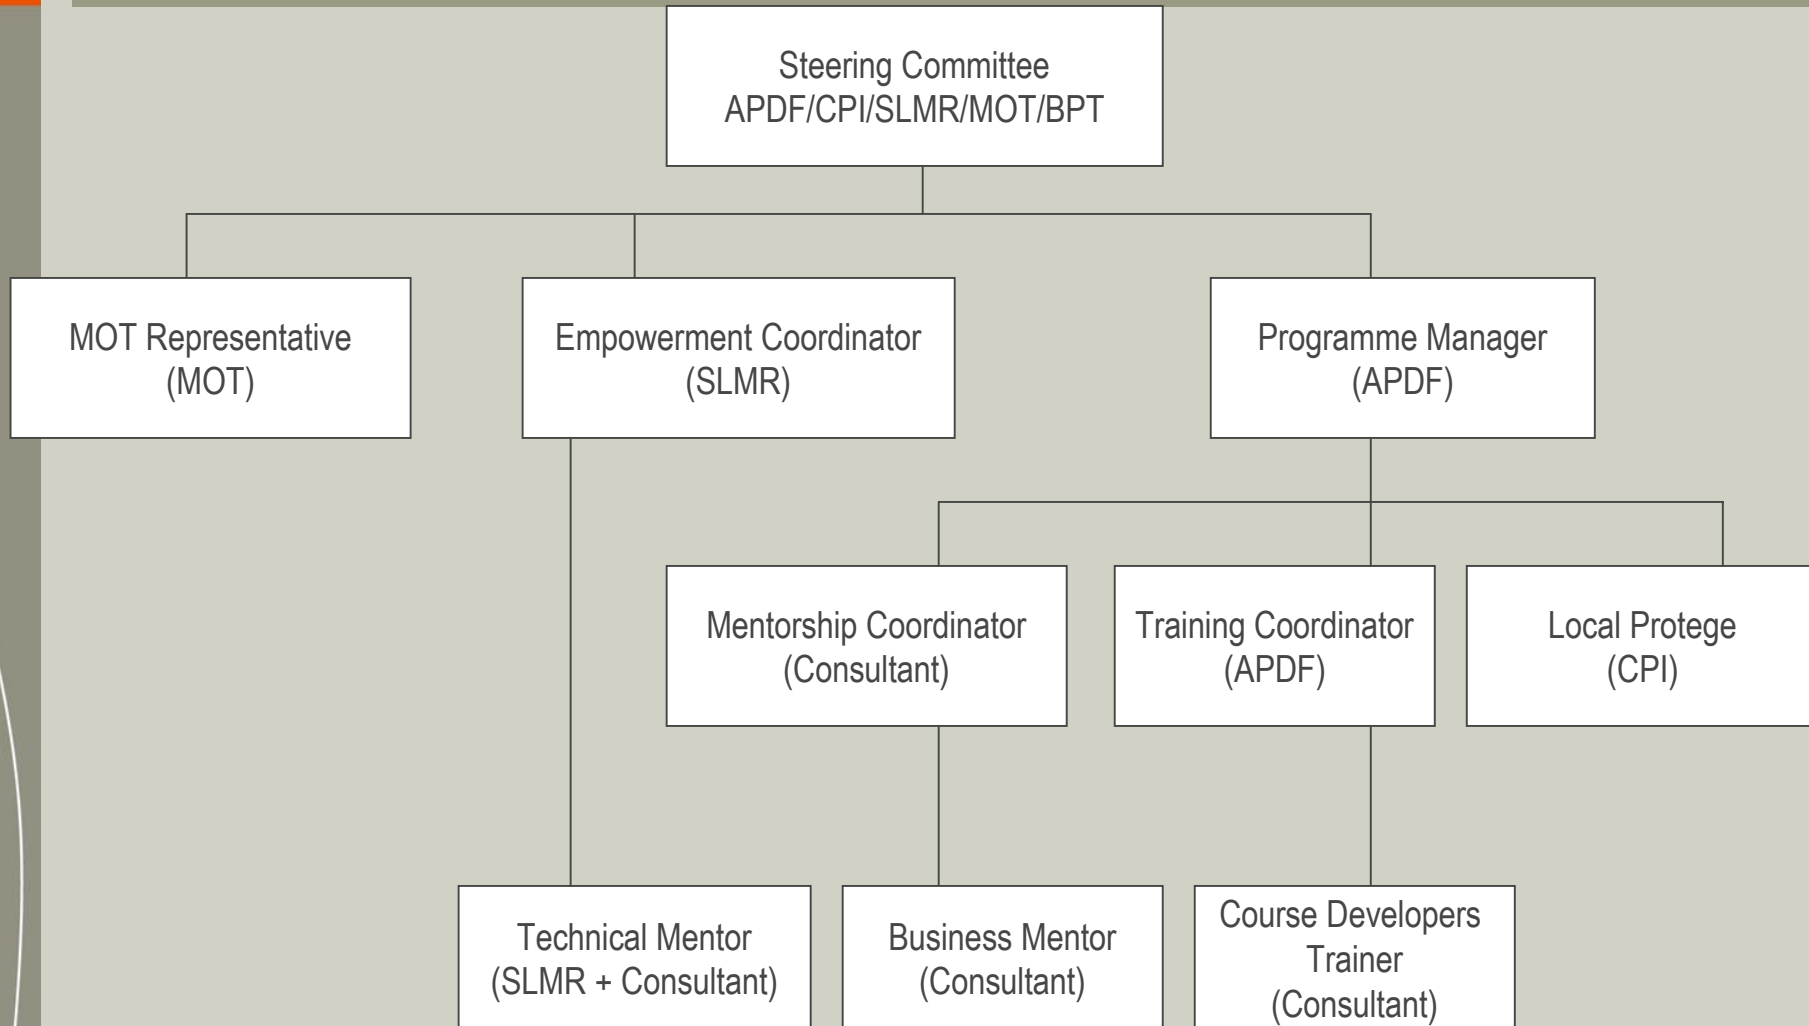 Steering Committee
APDF/CPI/SLMR/MOT/BPT
MOT Representative
(MOT)
Empowerment Coordinator
(SLMR)
Programme Manager
(APDF)
Mentorship Coordinator
(Consultant)
Training Coordinator
(APDF)
Local Protege
(CPI)
Technical Mentor
(SLMR + Consultant)
Business Mentor
(Consultant)
Course Developers
Trainer
(Consultant)